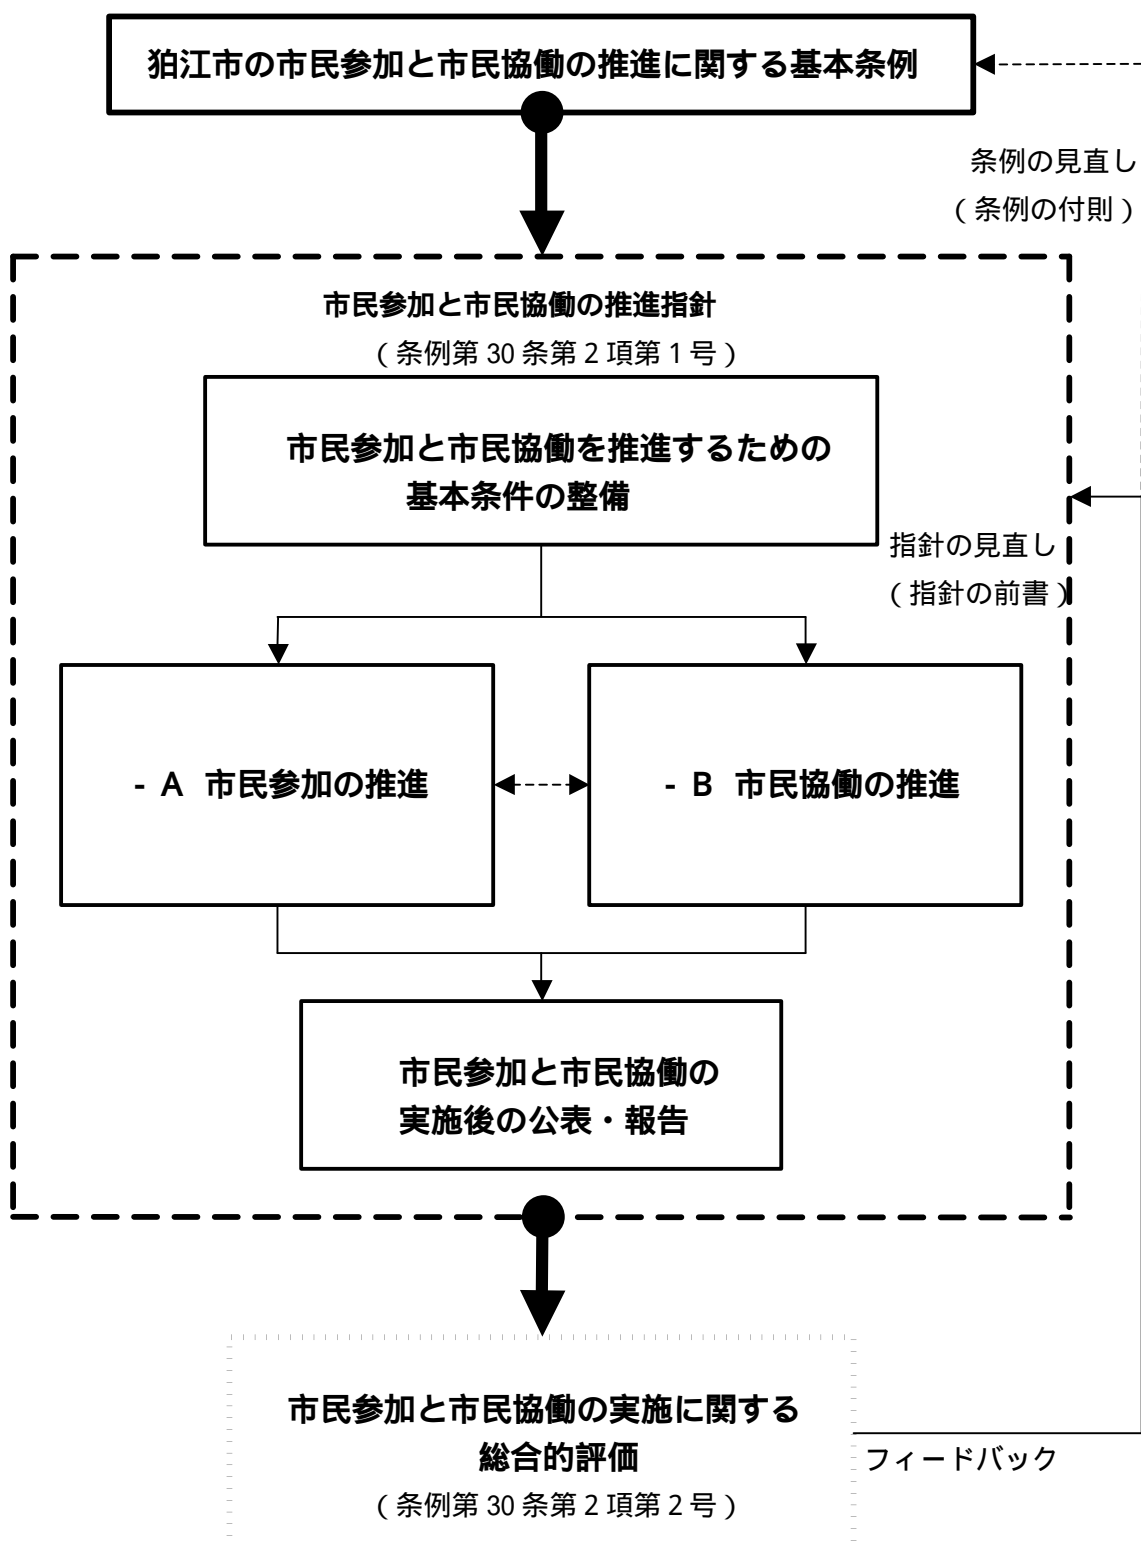 狛江市の市民参加と市民協働の推進に関する基本条例
条例の見直し
（条例の付則）
市民参加と市民協働の推進指針
（条例第 30 条第 2 項第 1 号）
市民参加と市民協働を推進するための
基本条件の整備
指針の見直し
（指針の前書）
- A 市民参加の推進
- B 市民協働の推進
市民参加と市民協働の
実施後の公表・報告
市民参加と市民協働の実施に関する
総合的評価
（条例第 30 条第 2 項第 2 号）
フィードバック